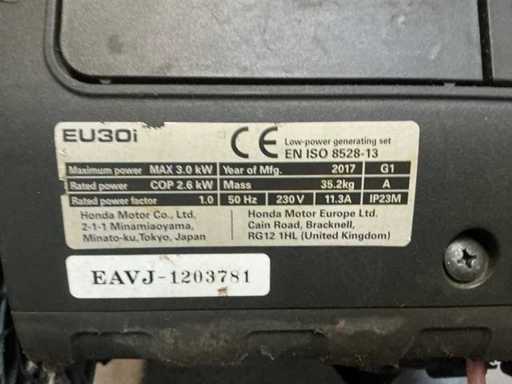 EU30i
CE Low-power generating set
EN ISO 8528-13
Maximum power MAX 3.0 kW Year of Mfg. 2017 G1
Rated power COP 2.6 kW Mass 35.2kg A
Rated power factor 1.0 50 Hz 230 V 11.3A IP23M
Honda Motor Co., Ltd.
2-1-1 Minamiaoyama,
Minato-ku,Tokyo, Japan
Honda Motor Europe Ltd.
Cain Road, Bracknell,
RG12 1HL (United Kingdom)
EAVJ-1203781